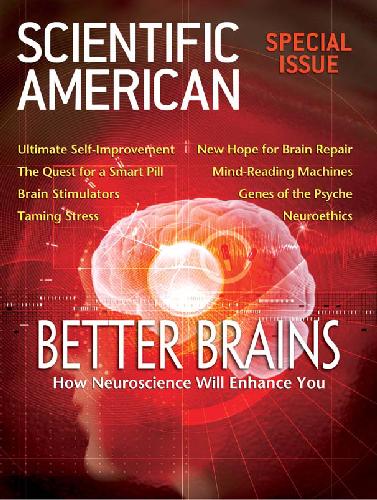 SCIENTIFIC
AMERICAN
SPECIAL
ISSUE
Ultimate Self-Improvement
The Quest for a Smart Pill
Brain Stimulators
Taming Stress
New Hope for Brain Repair
Mind-Reading Machines
Genes of the Psyche
Neuroethics
BETTER BRAINS
How Neuroscience Will Enhance You